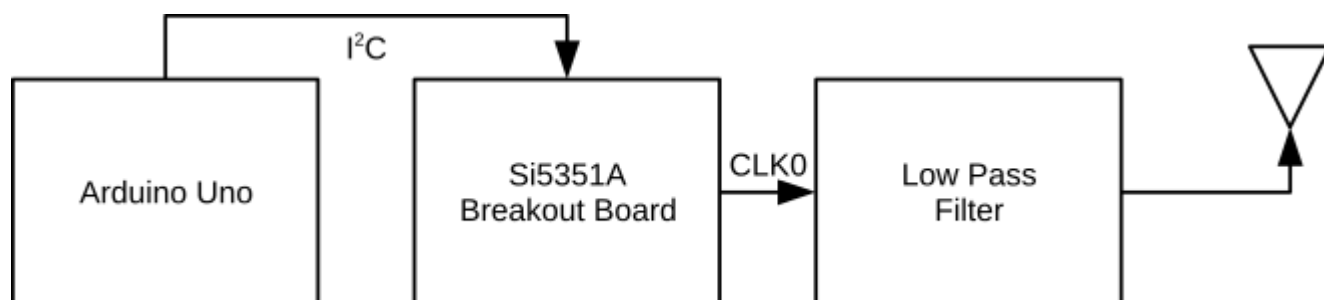 I²C
Arduino Uno
Si5351A
Breakout Board
CLK0
Low Pass
Filter